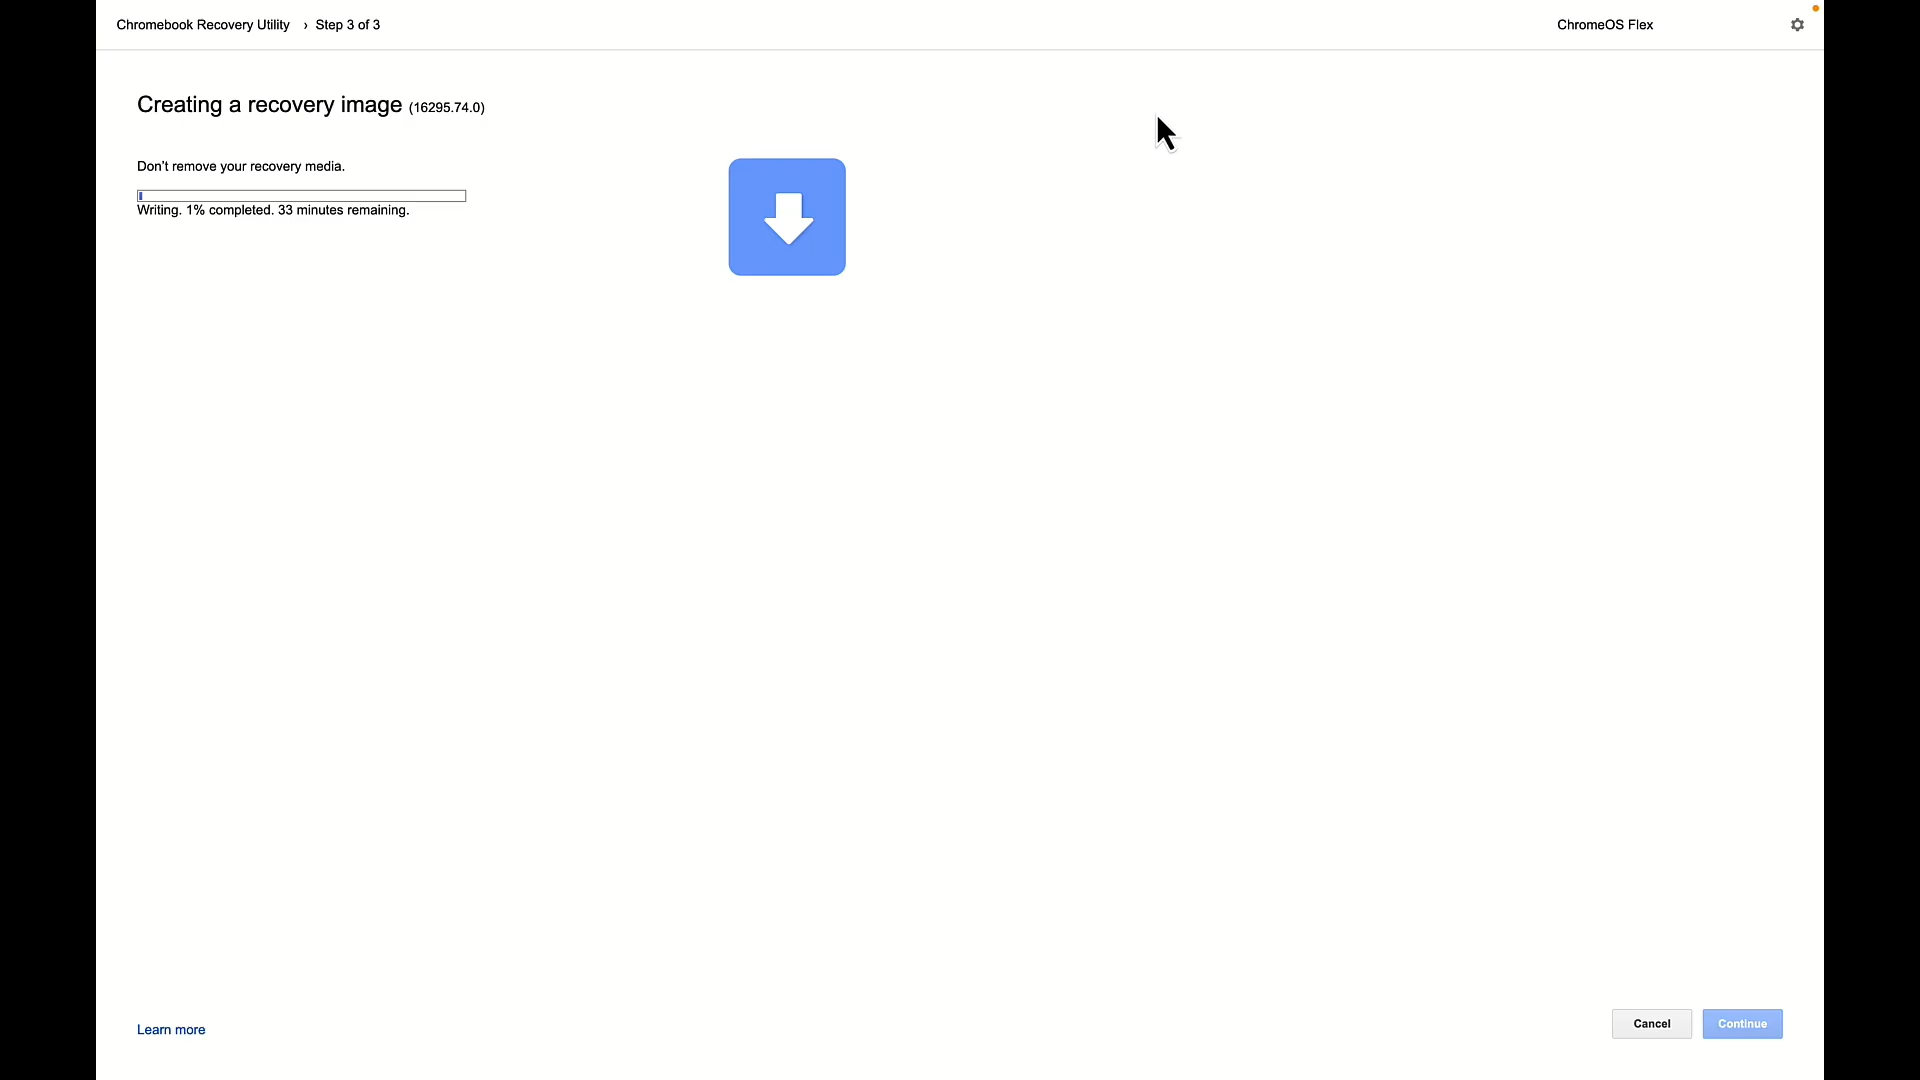 Chromebook Recovery Utility › Step 3 of 3
ChromeOS Flex
Creating a recovery image (16295.74.0)
Don't remove your recovery media.
Writing. 1% completed. 33 minutes remaining.
Learn more
Cancel
Continue